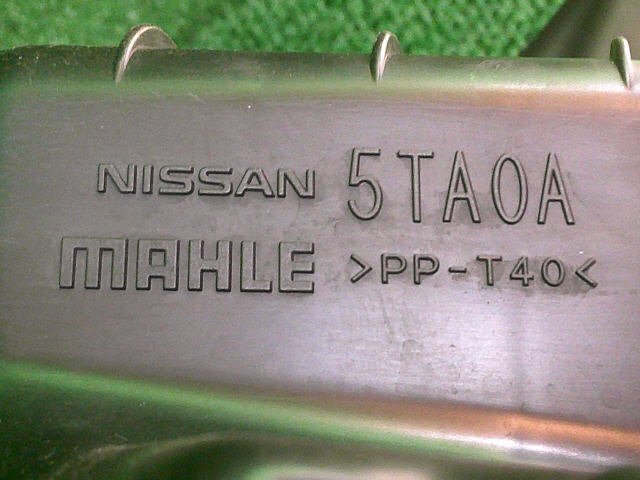 NISSAN 5TA0A
MAHLE >PP-T40<